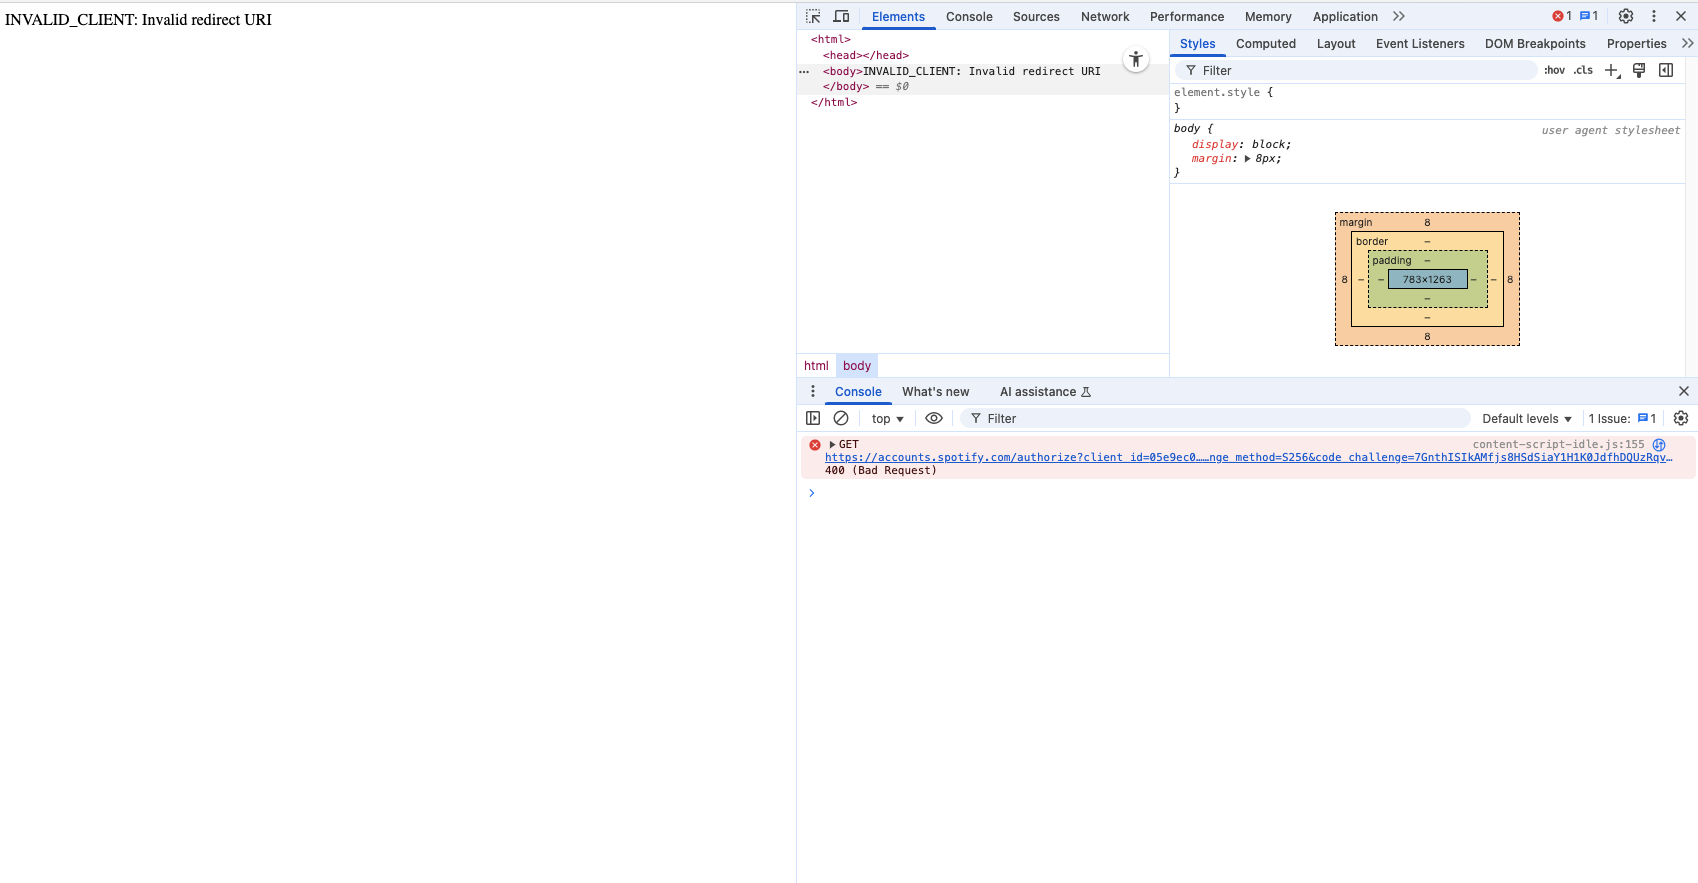 INVALID_CLIENT: Invalid redirect URI
Elements Console Sources Network Performance Memory Application 1 1
<html>
<head></head>
<body>INVALID_CLIENT: Invalid redirect URI
</body> == $0
</html>
html body
Styles Computed Layout Event Listeners DOM Breakpoints Properties
Filter :hov .cls
element.style {
}
body { user agent stylesheet
display: block;
margin: 8px;
}
margin 8
border –
padding –
8 – – 783×1263 – – 8
–
–
8
Console What's new AI assistance
top Filter Default levels 1 Issue: 1
GET content-script-idle.js:155
https://accounts.spotify.com/authorize?client_id=05e9ec0……nge_method=S256&code_challenge=7GnthISIkAMfjs8HSdSiaY1H1K0JdfhDQUzRqv…
400 (Bad Request)